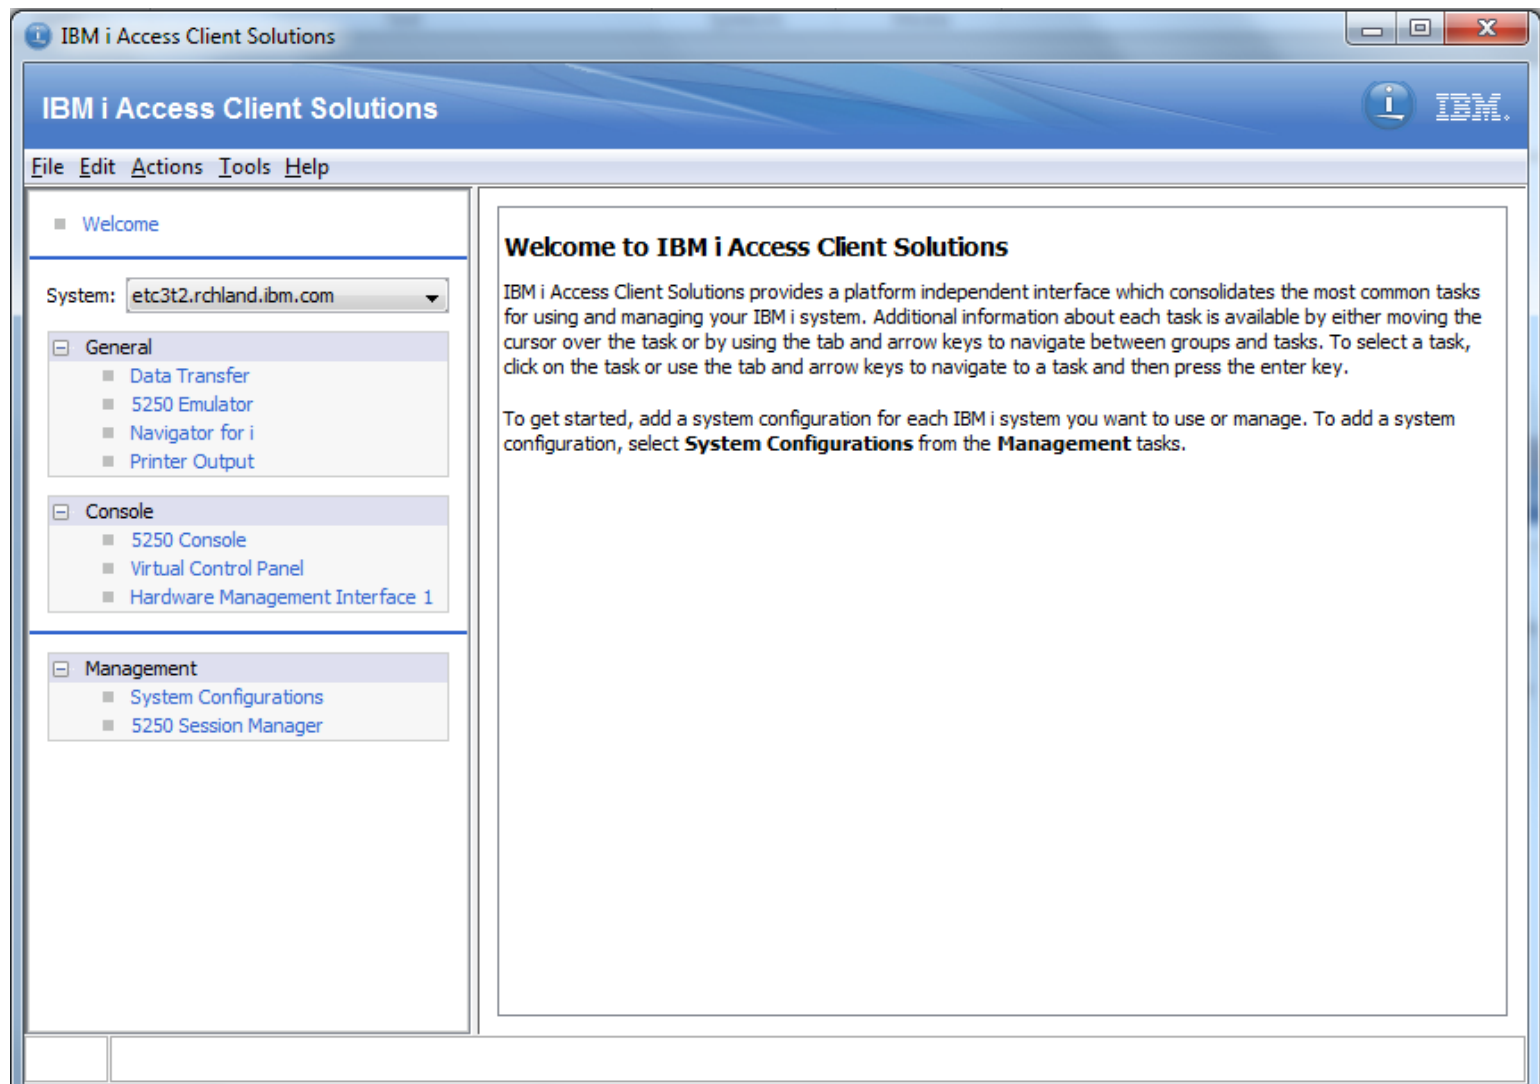 IBM i Access Client Solutions
IBM i Access Client Solutions
i IBM.
File Edit Actions Tools Help
Welcome
System: etc3t2.rchland.ibm.com
General
Data Transfer
5250 Emulator
Navigator for i
Printer Output
Console
5250 Console
Virtual Control Panel
Hardware Management Interface 1
Management
System Configurations
5250 Session Manager
Welcome to IBM i Access Client Solutions
IBM i Access Client Solutions provides a platform independent interface which consolidates the most common tasks
for using and managing your IBM i system. Additional information about each task is available by either moving the
cursor over the task or by using the tab and arrow keys to navigate between groups and tasks. To select a task,
click on the task or use the tab and arrow keys to navigate to a task and then press the enter key.
To get started, add a system configuration for each IBM i system you want to use or manage. To add a system
configuration, select System Configurations from the Management tasks.